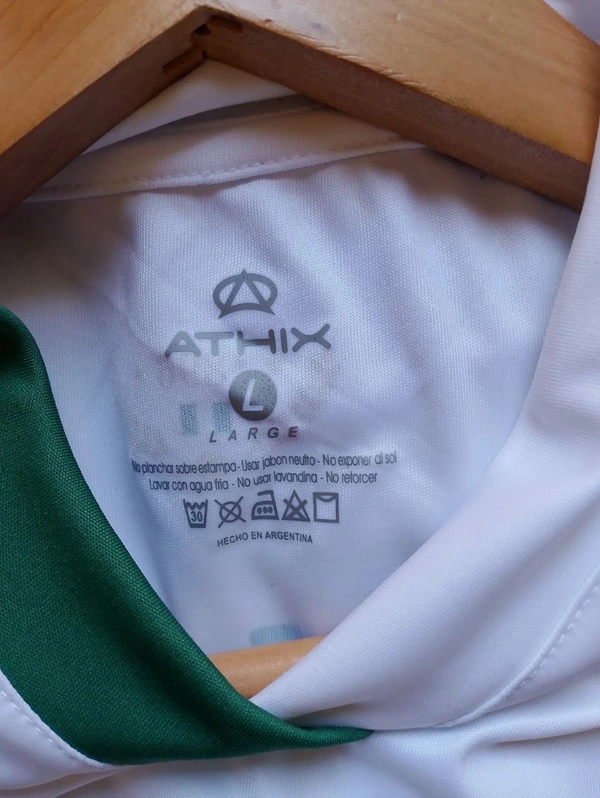 ATHIX
L
LARGE
No planchar sobre estampa - Usar jabon neutro - No exponer al sol
Lavar con agua fria - No usar lavandina - No retorcer
30
HECHO EN ARGENTINA